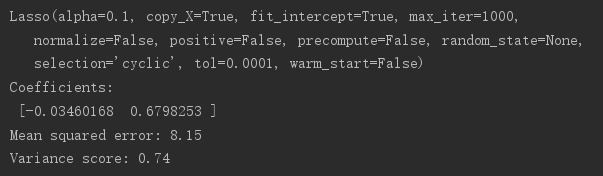 Lasso(alpha=0.1, copy_X=True, fit_intercept=True, max_iter=1000,
normalize=False, positive=False, precompute=False, random_state=None,
selection='cyclic', tol=0.0001, warm_start=False)
Coefficients:
[-0.03460168  0.6798253 ]
Mean squared error: 8.15
Variance score: 0.74